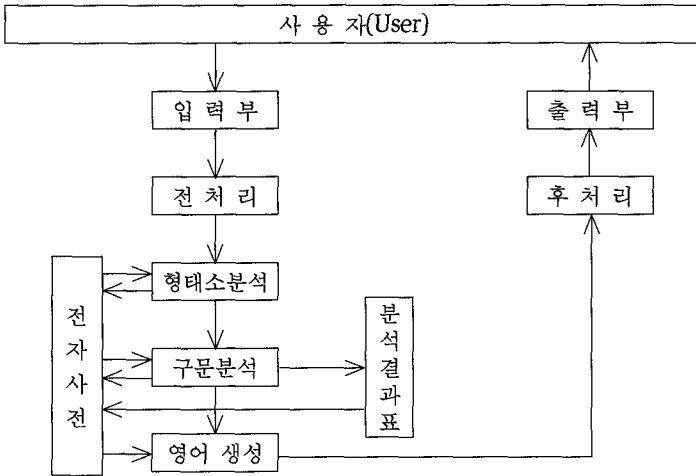 사 용 자(User)
입 력 부
출 력 부
전 처 리
후 처 리
형태소분석
전자사전
분석결과표
구문분석
영어 생성